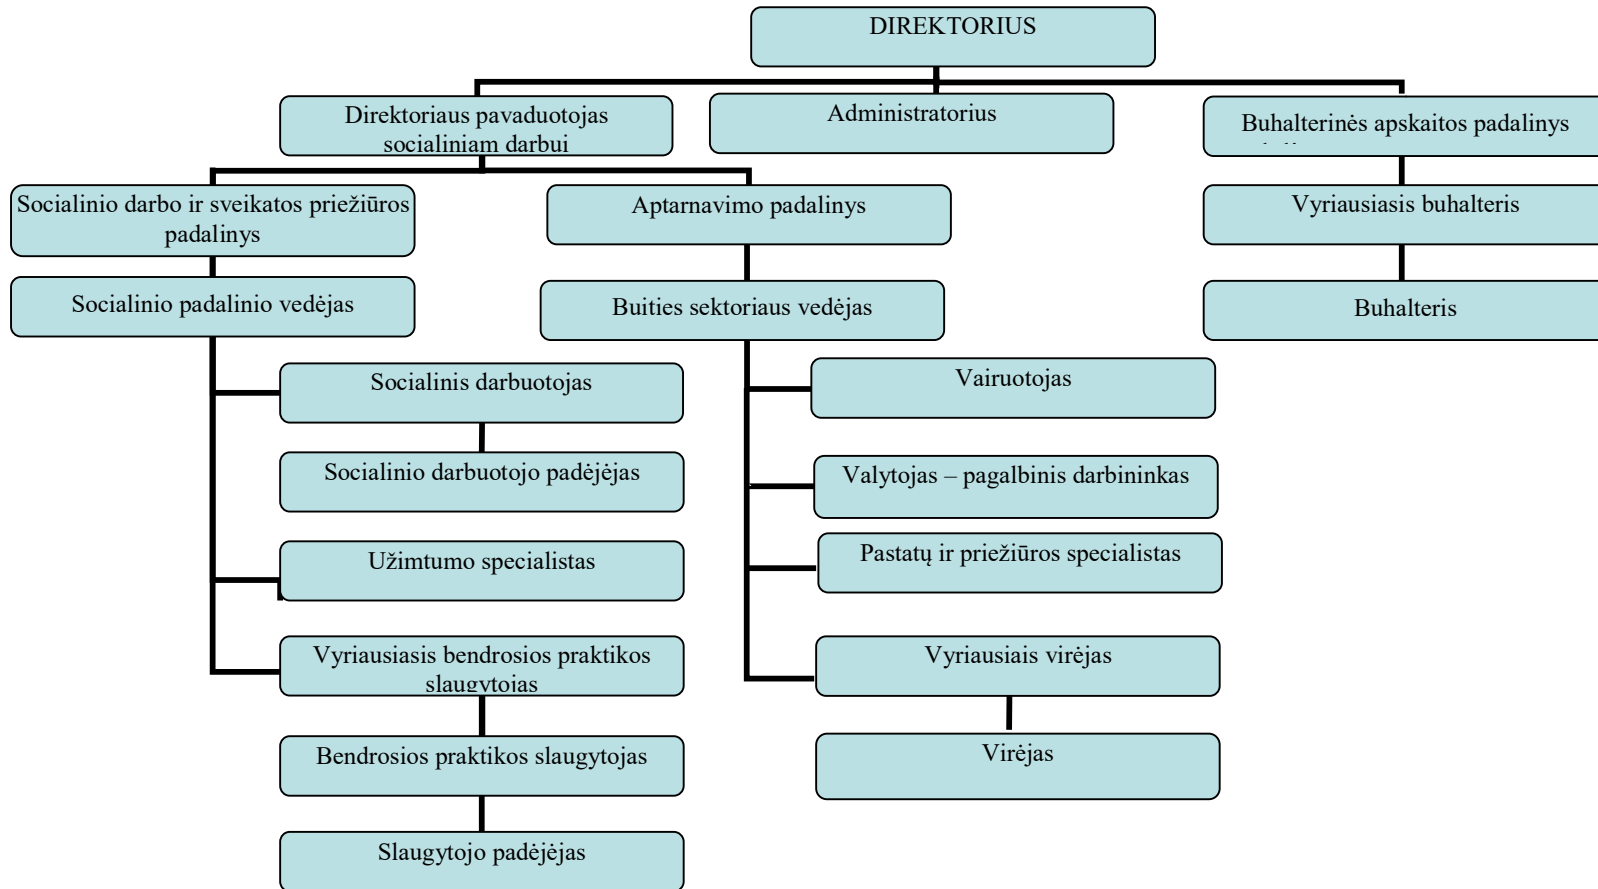 DIREKTORIUS
Direktoriaus pavaduotojas
socialiniam darbui
Administratorius
Buhalterinės apskaitos padalinys
Socialinio darbo ir sveikatos priežiūros
padalinys
Aptarnavimo padalinys
Vyriausiasis buhalteris
Socialinio padalinio vedėjas
Buities sektoriaus vedėjas
Buhalteris
Socialinis darbuotojas
Socialinio darbuotojo padėjėjas
Užimtumo specialistas
Vyriausiasis bendrosios praktikos
slaugytojas
Bendrosios praktikos slaugytojas
Slaugytojo padėjėjas
Vairuotojas
Valytojas – pagalbinis darbininkas
Pastatų ir priežiūros specialistas
Vyriausiais virėjas
Virėjas